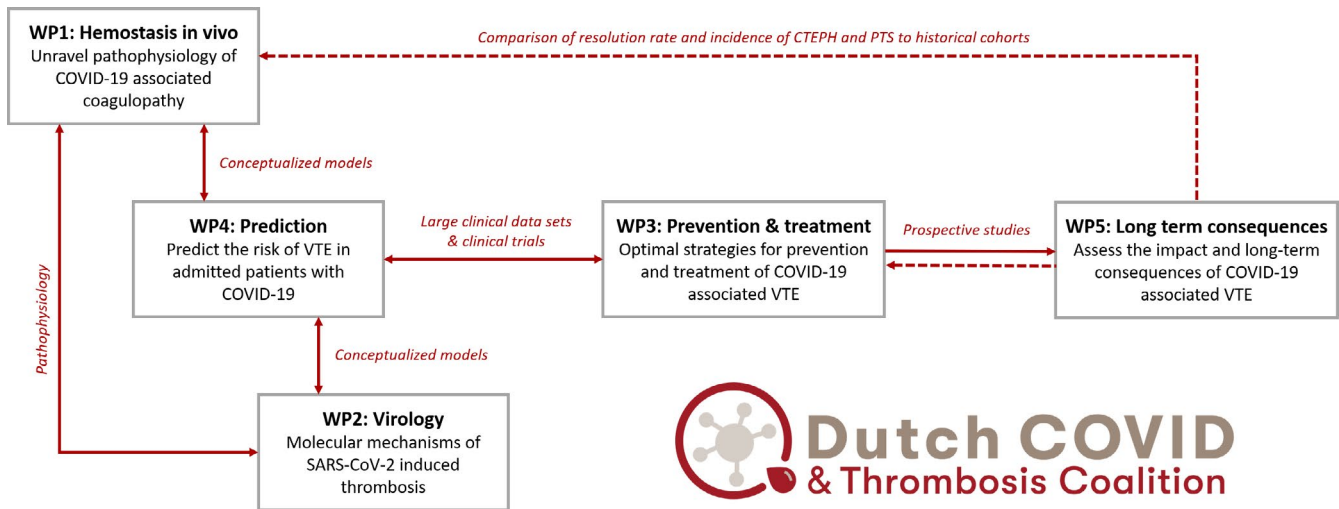 WP1: Hemostasis in vivo
Unravel pathophysiology of
COVID-19 associated
coagulopathy
Comparison of resolution rate and incidence of CTEPH and PTS to historical cohorts
Conceptualized models
WP4: Prediction
Predict the risk of VTE in
admitted patients with
COVID-19
Large clinical data sets
& clinical trials
WP3: Prevention & treatment
Optimal strategies for prevention
and treatment of COVID-19
associated VTE
Prospective studies
WP5: Long term consequences
Assess the impact and long-term
consequences of COVID-19
associated VTE
Pathophysiology
Conceptualized models
WP2: Virology
Molecular mechanisms of
SARS-CoV-2 induced
thrombosis
Dutch COVID
& Thrombosis Coalition